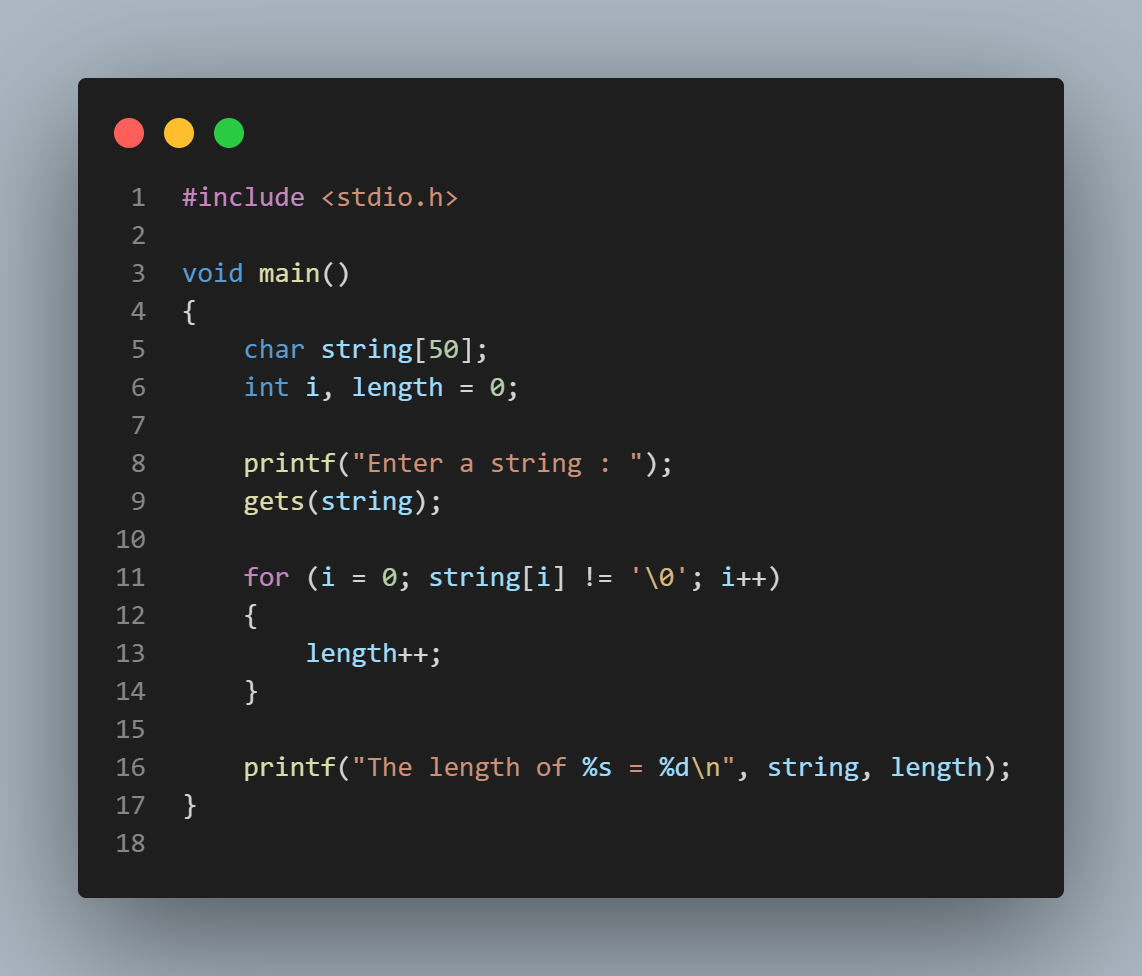 1 #include <stdio.h>
2
3 void main()
4 {
5     char string[50];
6     int i, length = 0;
7
8     printf("Enter a string : ");
9     gets(string);
10
11     for (i = 0; string[i] != '\0'; i++)
12     {
13         length++;
14     }
15
16     printf("The length of %s = %d\n", string, length);
17 }
18